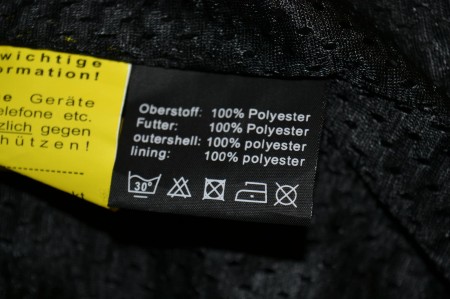 wichtige
ormation!
e Geräte
elefone etc.
zlich gegen
hützen!
Oberstoff: 100% Polyester
Futter: 100% Polyester
outershell: 100% polyester
lining: 100% polyester
30°